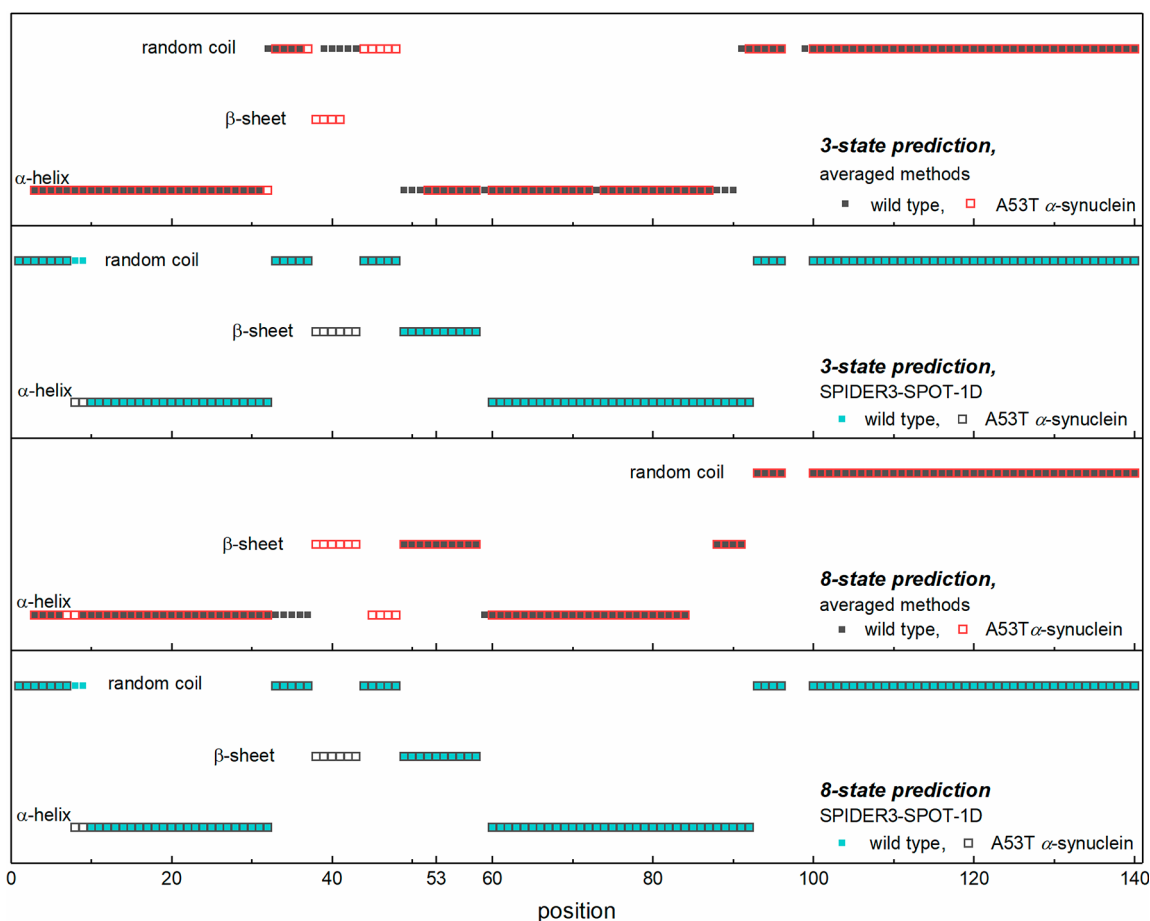 random coil
β-sheet
α-helix
3-state prediction,
averaged methods
wild type, A53T α-synuclein
random coil
β-sheet
α-helix
3-state prediction,
SPIDER3-SPOT-1D
wild type, A53T α-synuclein
random coil
β-sheet
α-helix
8-state prediction,
averaged methods
wild type, A53T α-synuclein
random coil
β-sheet
α-helix
8-state prediction
SPIDER3-SPOT-1D
wild type, A53T α-synuclein
0 20 40 53 60 80 100 120 140
position